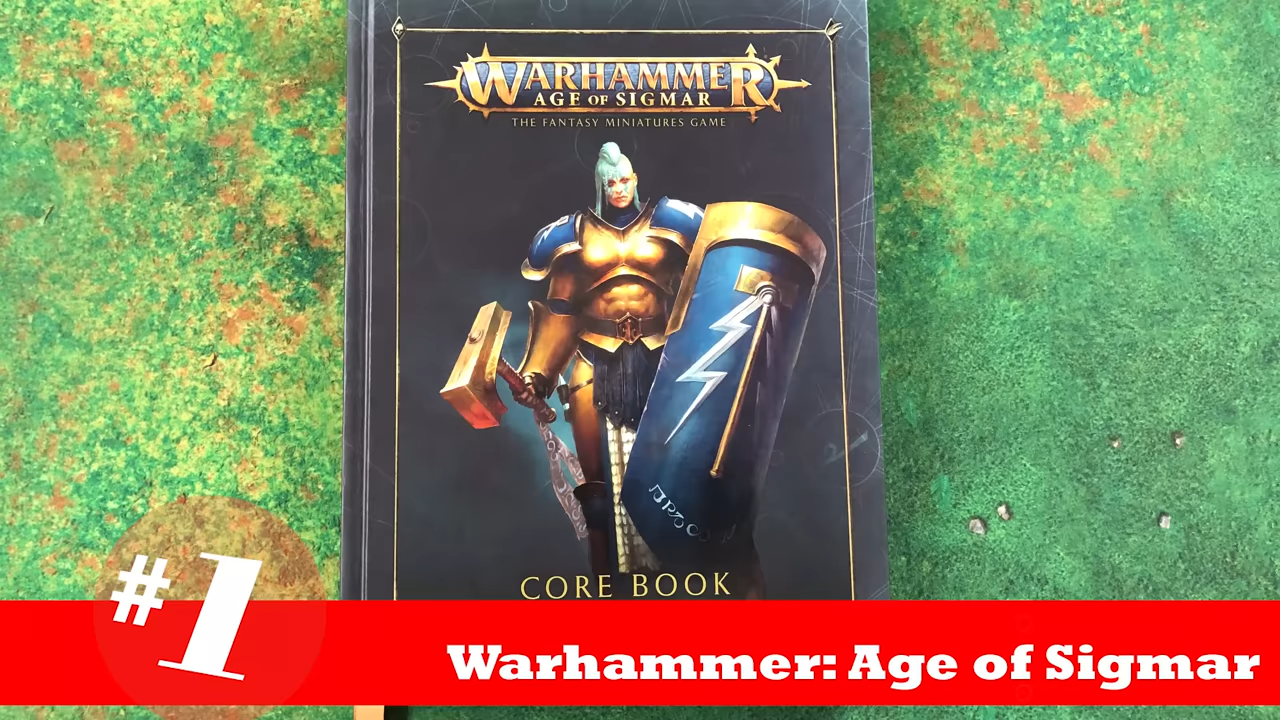 WARHAMMER
AGE OF SIGMAR
THE FANTASY MINIATURES GAME
CORE BOOK
#1
Warhammer: Age of Sigmar